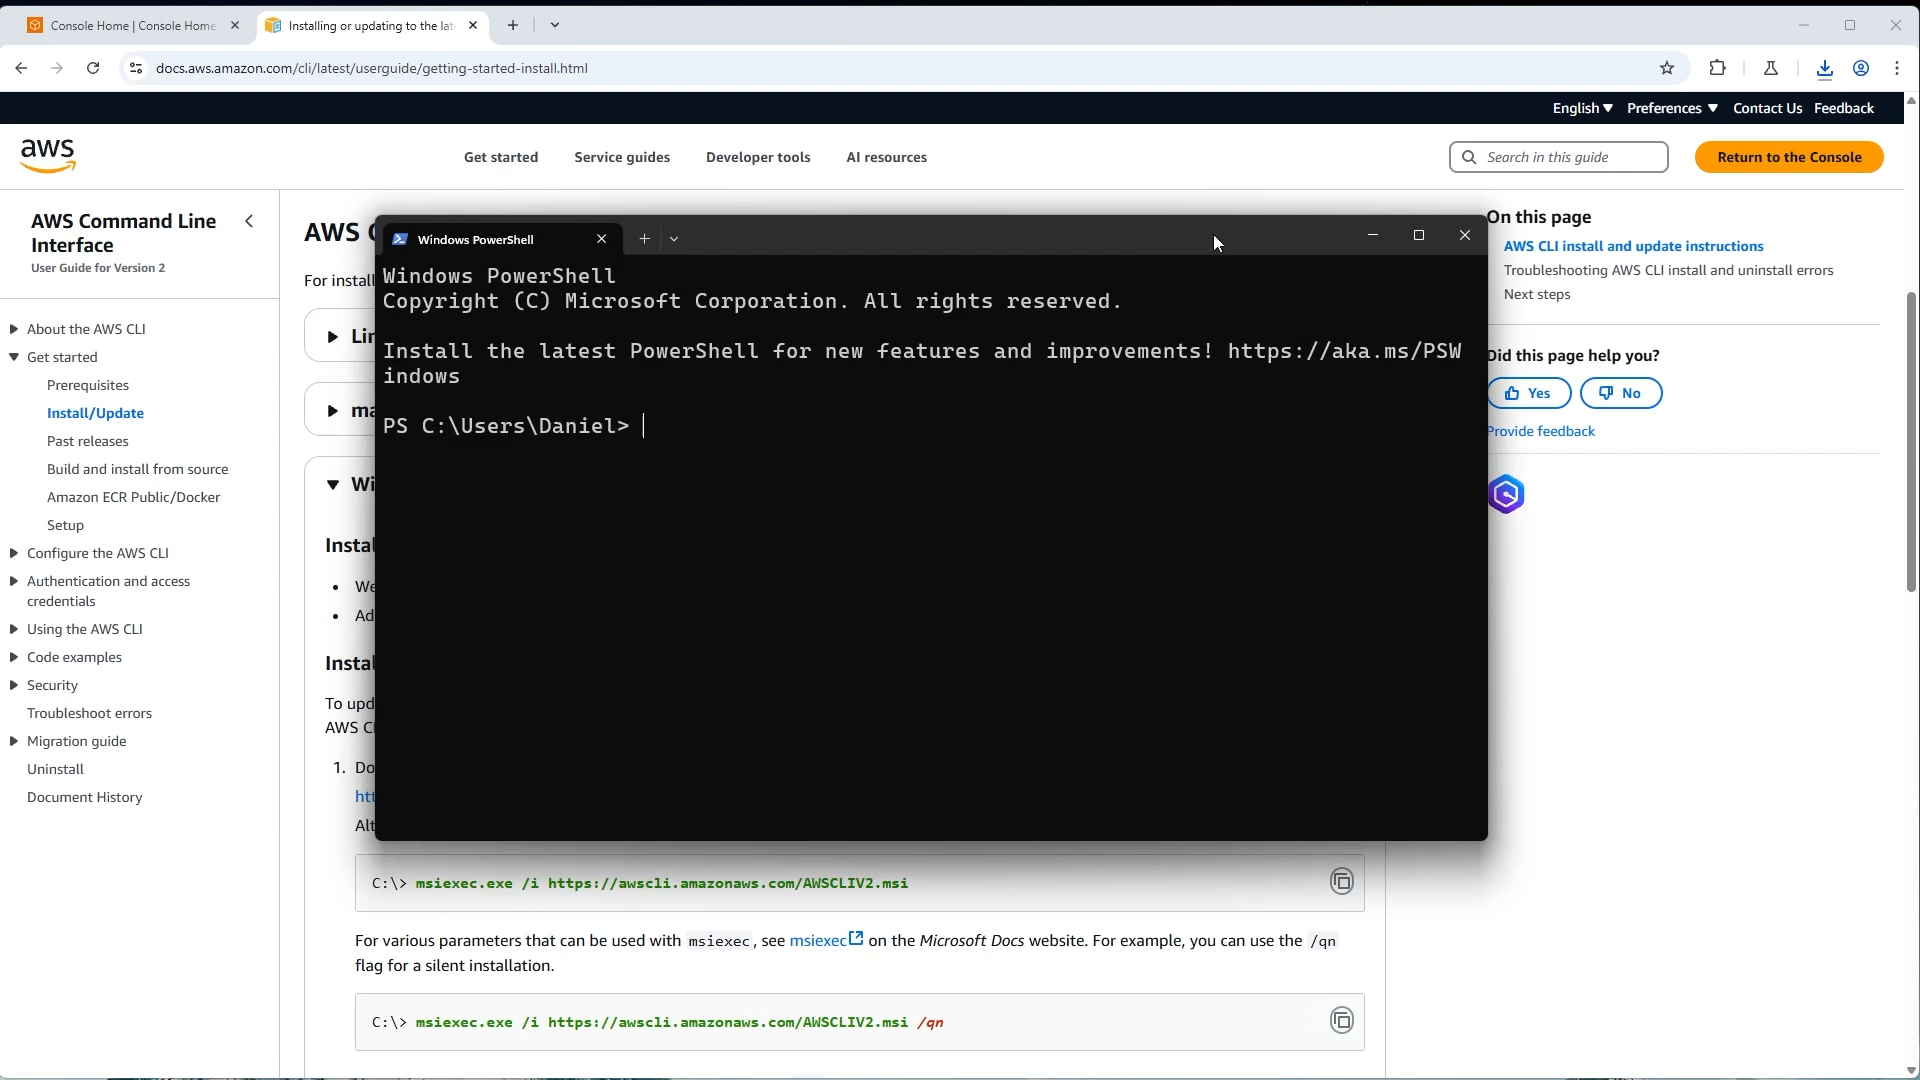 Console Home | Console Home
Installing or updating to the lat
docs.aws.amazon.com/cli/latest/userguide/getting-started-install.html
English
Preferences
Contact Us
Feedback
aws
Get started
Service guides
Developer tools
AI resources
Search in this guide
Return to the Console
AWS Command Line
Interface
User Guide for Version 2
About the AWS CLI
Get started
Prerequisites
Install/Update
Past releases
Build and install from source
Amazon ECR Public/Docker
Setup
Configure the AWS CLI
Authentication and access
credentials
Using the AWS CLI
Code examples
Security
Troubleshoot errors
Migration guide
Uninstall
Document History
AWS C
For install
Lin
ma
Wi
Instal
We
Ad
Instal
To upd
AWS C
1. Do
htt
Alt
Windows PowerShell
Windows PowerShell
Copyright (C) Microsoft Corporation. All rights reserved.
Install the latest PowerShell for new features and improvements! https://aka.ms/PSW
indows
PS C:\Users\Daniel>
C:\> msiexec.exe /i https://awscli.amazonaws.com/AWSCLIV2.msi
For various parameters that can be used with msiexec, see msiexec on the Microsoft Docs website. For example, you can use the /qn
flag for a silent installation.
C:\> msiexec.exe /i https://awscli.amazonaws.com/AWSCLIV2.msi /qn
On this page
AWS CLI install and update instructions
Troubleshooting AWS CLI install and uninstall errors
Next steps
Did this page help you?
Yes
No
Provide feedback